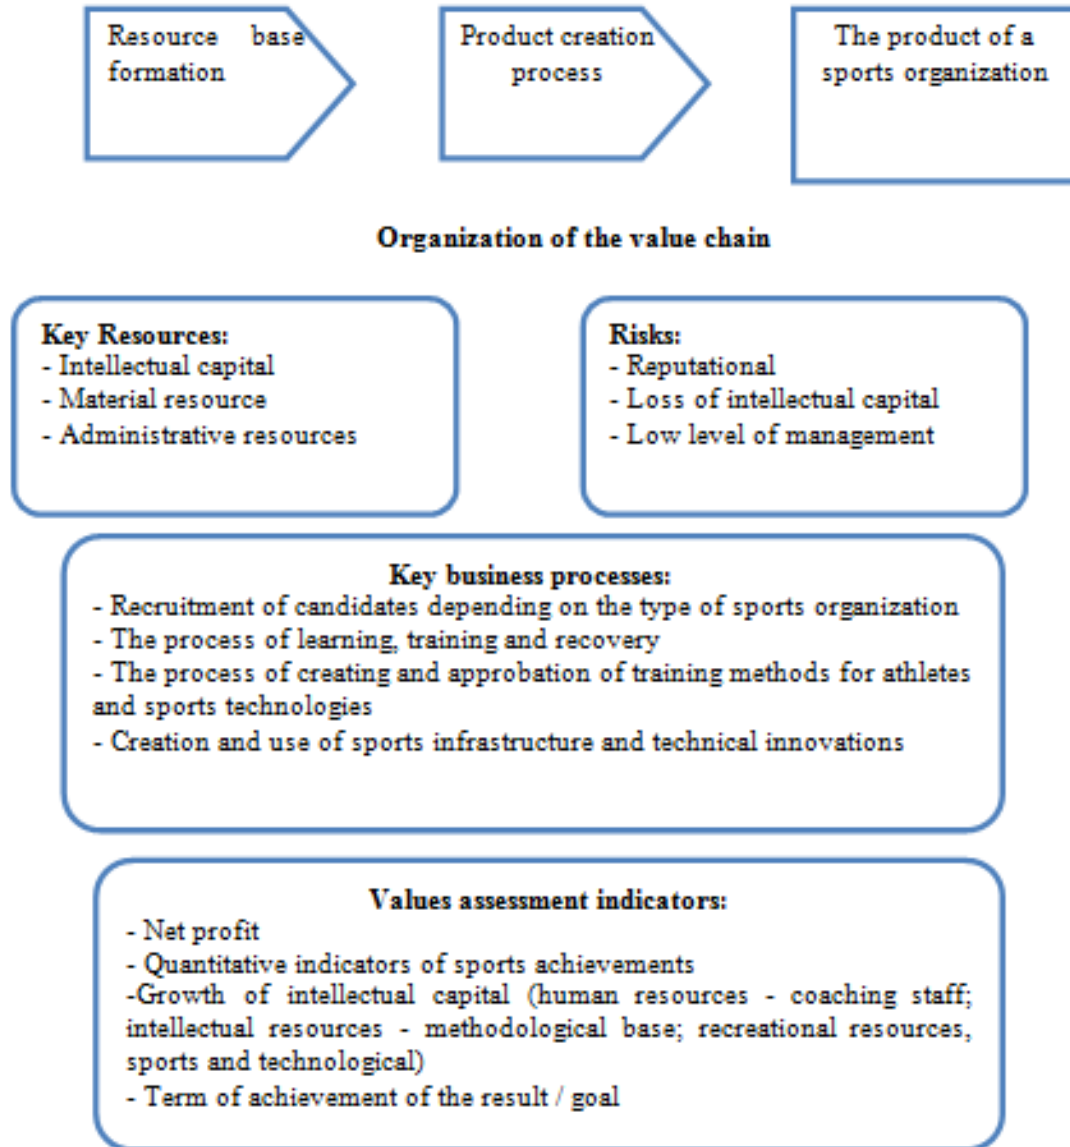 Resource base
formation
Product creation
process
The product of a
sports organization
Organization of the value chain
Key Resources:
- Intellectual capital
- Material resource
- Administrative resources
Risks:
- Reputational
- Loss of intellectual capital
- Low level of management
Key business processes:
- Recruitment of candidates depending on the type of sports organization
- The process of learning, training and recovery
- The process of creating and approbation of training methods for athletes
and sports technologies
- Creation and use of sports infrastructure and technical innovations
Values assessment indicators:
- Net profit
- Quantitative indicators of sports achievements
-Growth of intellectual capital (human resources - coaching staff;
intellectual resources - methodological base; recreational resources,
sports and technological)
- Term of achievement of the result / goal